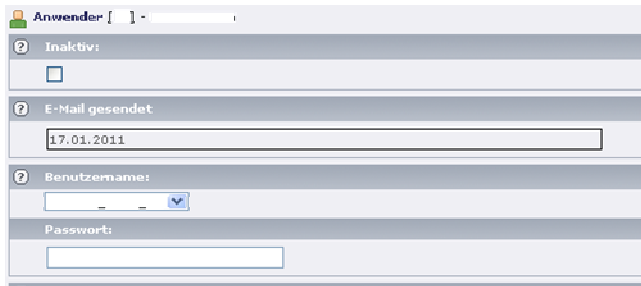 Anwender [ ] -
Inaktiv:
E-Mail gesendet
17.01.2011
Benutzername:
_ _
Passwort: